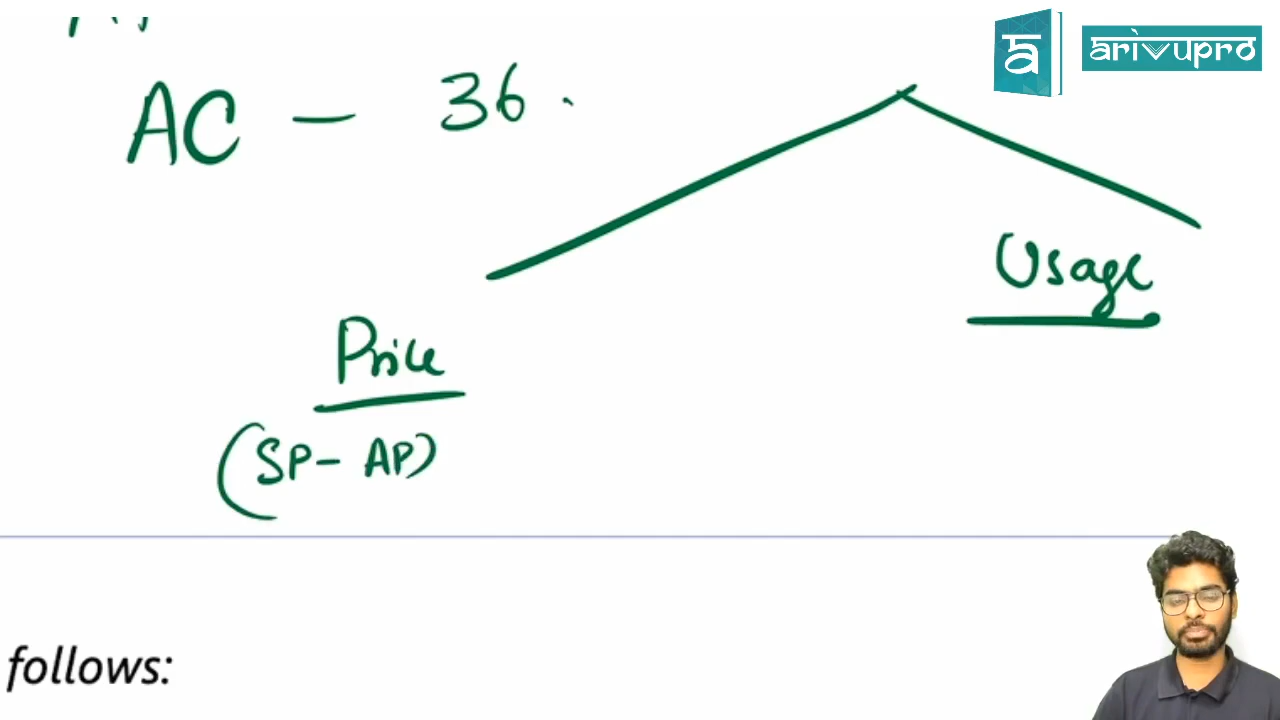 arivupro
AC - 36.
Usage
Price
(SP- AP)
follows: